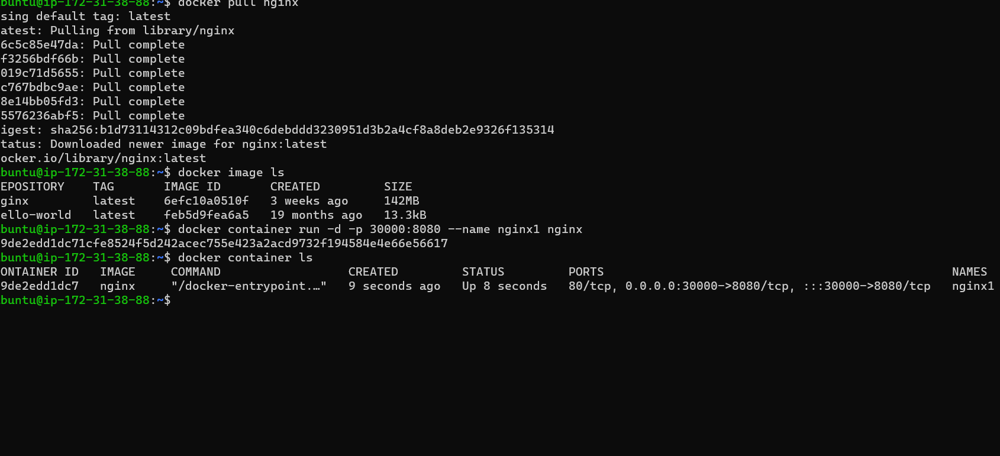 buntu@ip-172-31-38-88:~$ docker pull nginx
sing default tag: latest
atest: Pulling from library/nginx
6c5c85e47da: Pull complete
f3256bdf66b: Pull complete
019c71d5655: Pull complete
c767bdbc9ae: Pull complete
8e14bb05fd3: Pull complete
5576236abf5: Pull complete
igest: sha256:b1d73114312c09bdfea340c6debddd3230951d3b2a4cf8a8deb2e9326f135314
tatus: Downloaded newer image for nginx:latest
ocker.io/library/nginx:latest
buntu@ip-172-31-38-88:~$ docker image ls
EPOSITORY    TAG       IMAGE ID       CREATED         SIZE
ginx         latest    6efc10a0510f   3 weeks ago     142MB
ello-world   latest    feb5d9fea6a5   19 months ago   13.3kB
buntu@ip-172-31-38-88:~$ docker container run -d -p 30000:8080 --name nginx1 nginx
9de2edd1dc71cfe8524f5d242acec755e423a2acd9732f194584e4e66e56617
buntu@ip-172-31-38-88:~$ docker container ls
ONTAINER ID   IMAGE     COMMAND                  CREATED         STATUS         PORTS                                                 NAMES
9de2edd1dc7   nginx     "/docker-entrypoint.…"   9 seconds ago   Up 8 seconds   80/tcp, 0.0.0.0:30000->8080/tcp, :::30000->8080/tcp   nginx1
buntu@ip-172-31-38-88:~$